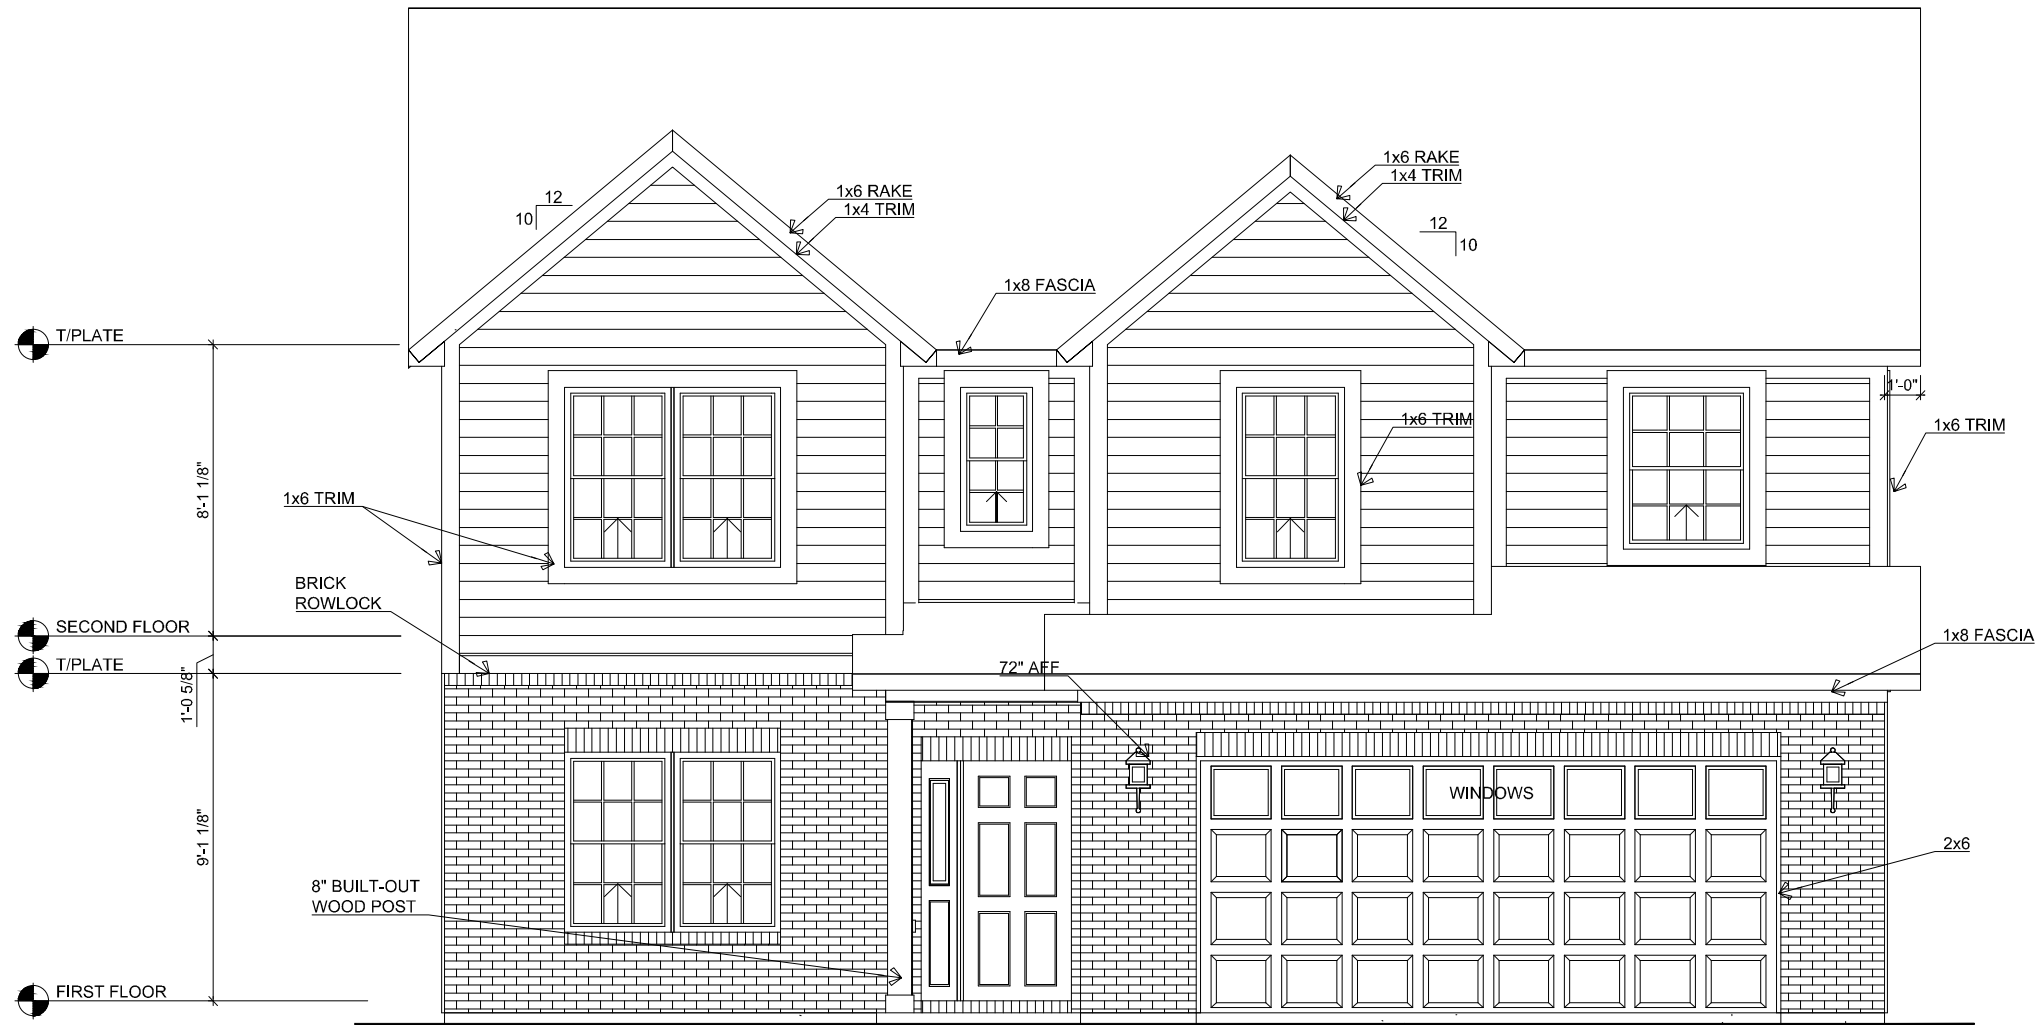 1x6 RAKE
1x4 TRIM
12
10
1x6 RAKE
1x4 TRIM
12
10
1x8 FASCIA
T/PLATE
1'-0"
1x6 TRIM
1x6 TRIM
8'-1 1/8"
1x6 TRIM
BRICK
ROWLOCK
SECOND FLOOR
T/PLATE
1'-0 5/8"
72" AFF
1x8 FASCIA
WINDOWS
9'-1 1/8"
2x6
8" BUILT-OUT
WOOD POST
FIRST FLOOR